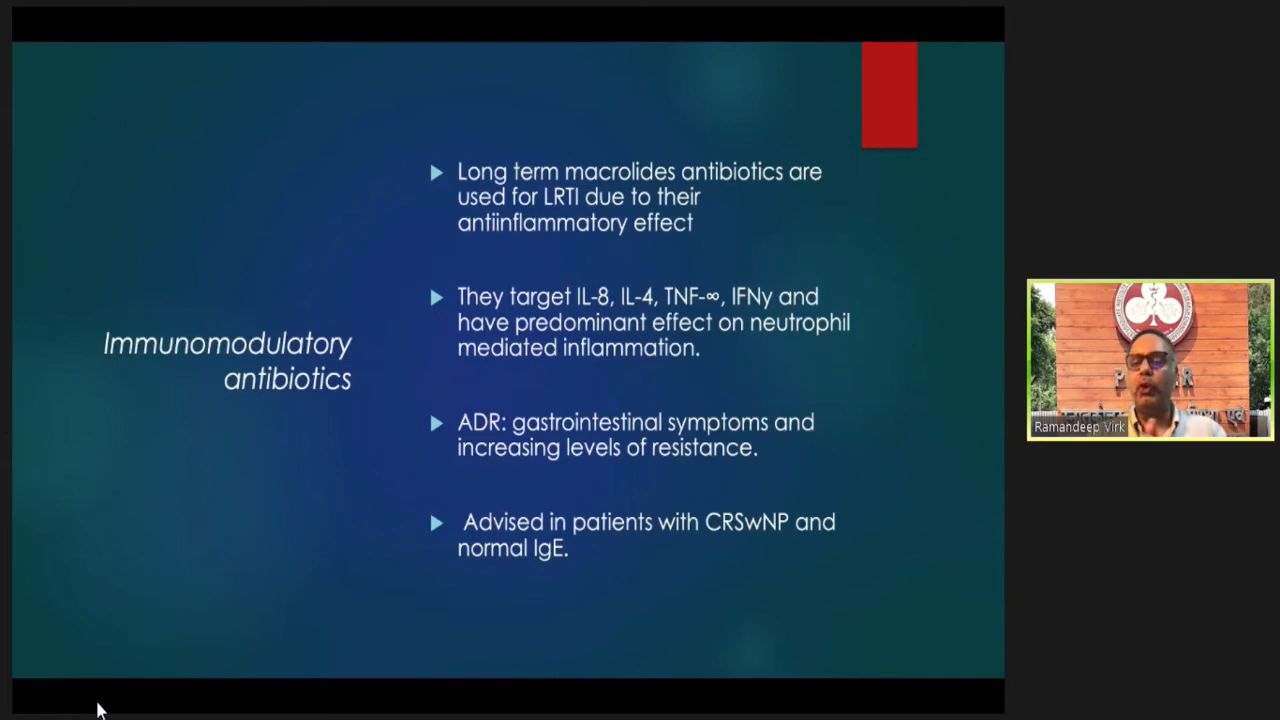 Immunomodulatory
antibiotics
Long term macrolides antibiotics are
used for LRTI due to their
antiinflammatory effect
They target IL-8, IL-4, TNF-∞, IFNy and
have predominant effect on neutrophil
mediated inflammation.
ADR: gastrointestinal symptoms and
increasing levels of resistance.
Advised in patients with CRSwNP and
normal IgE.
Ramandeep Virk